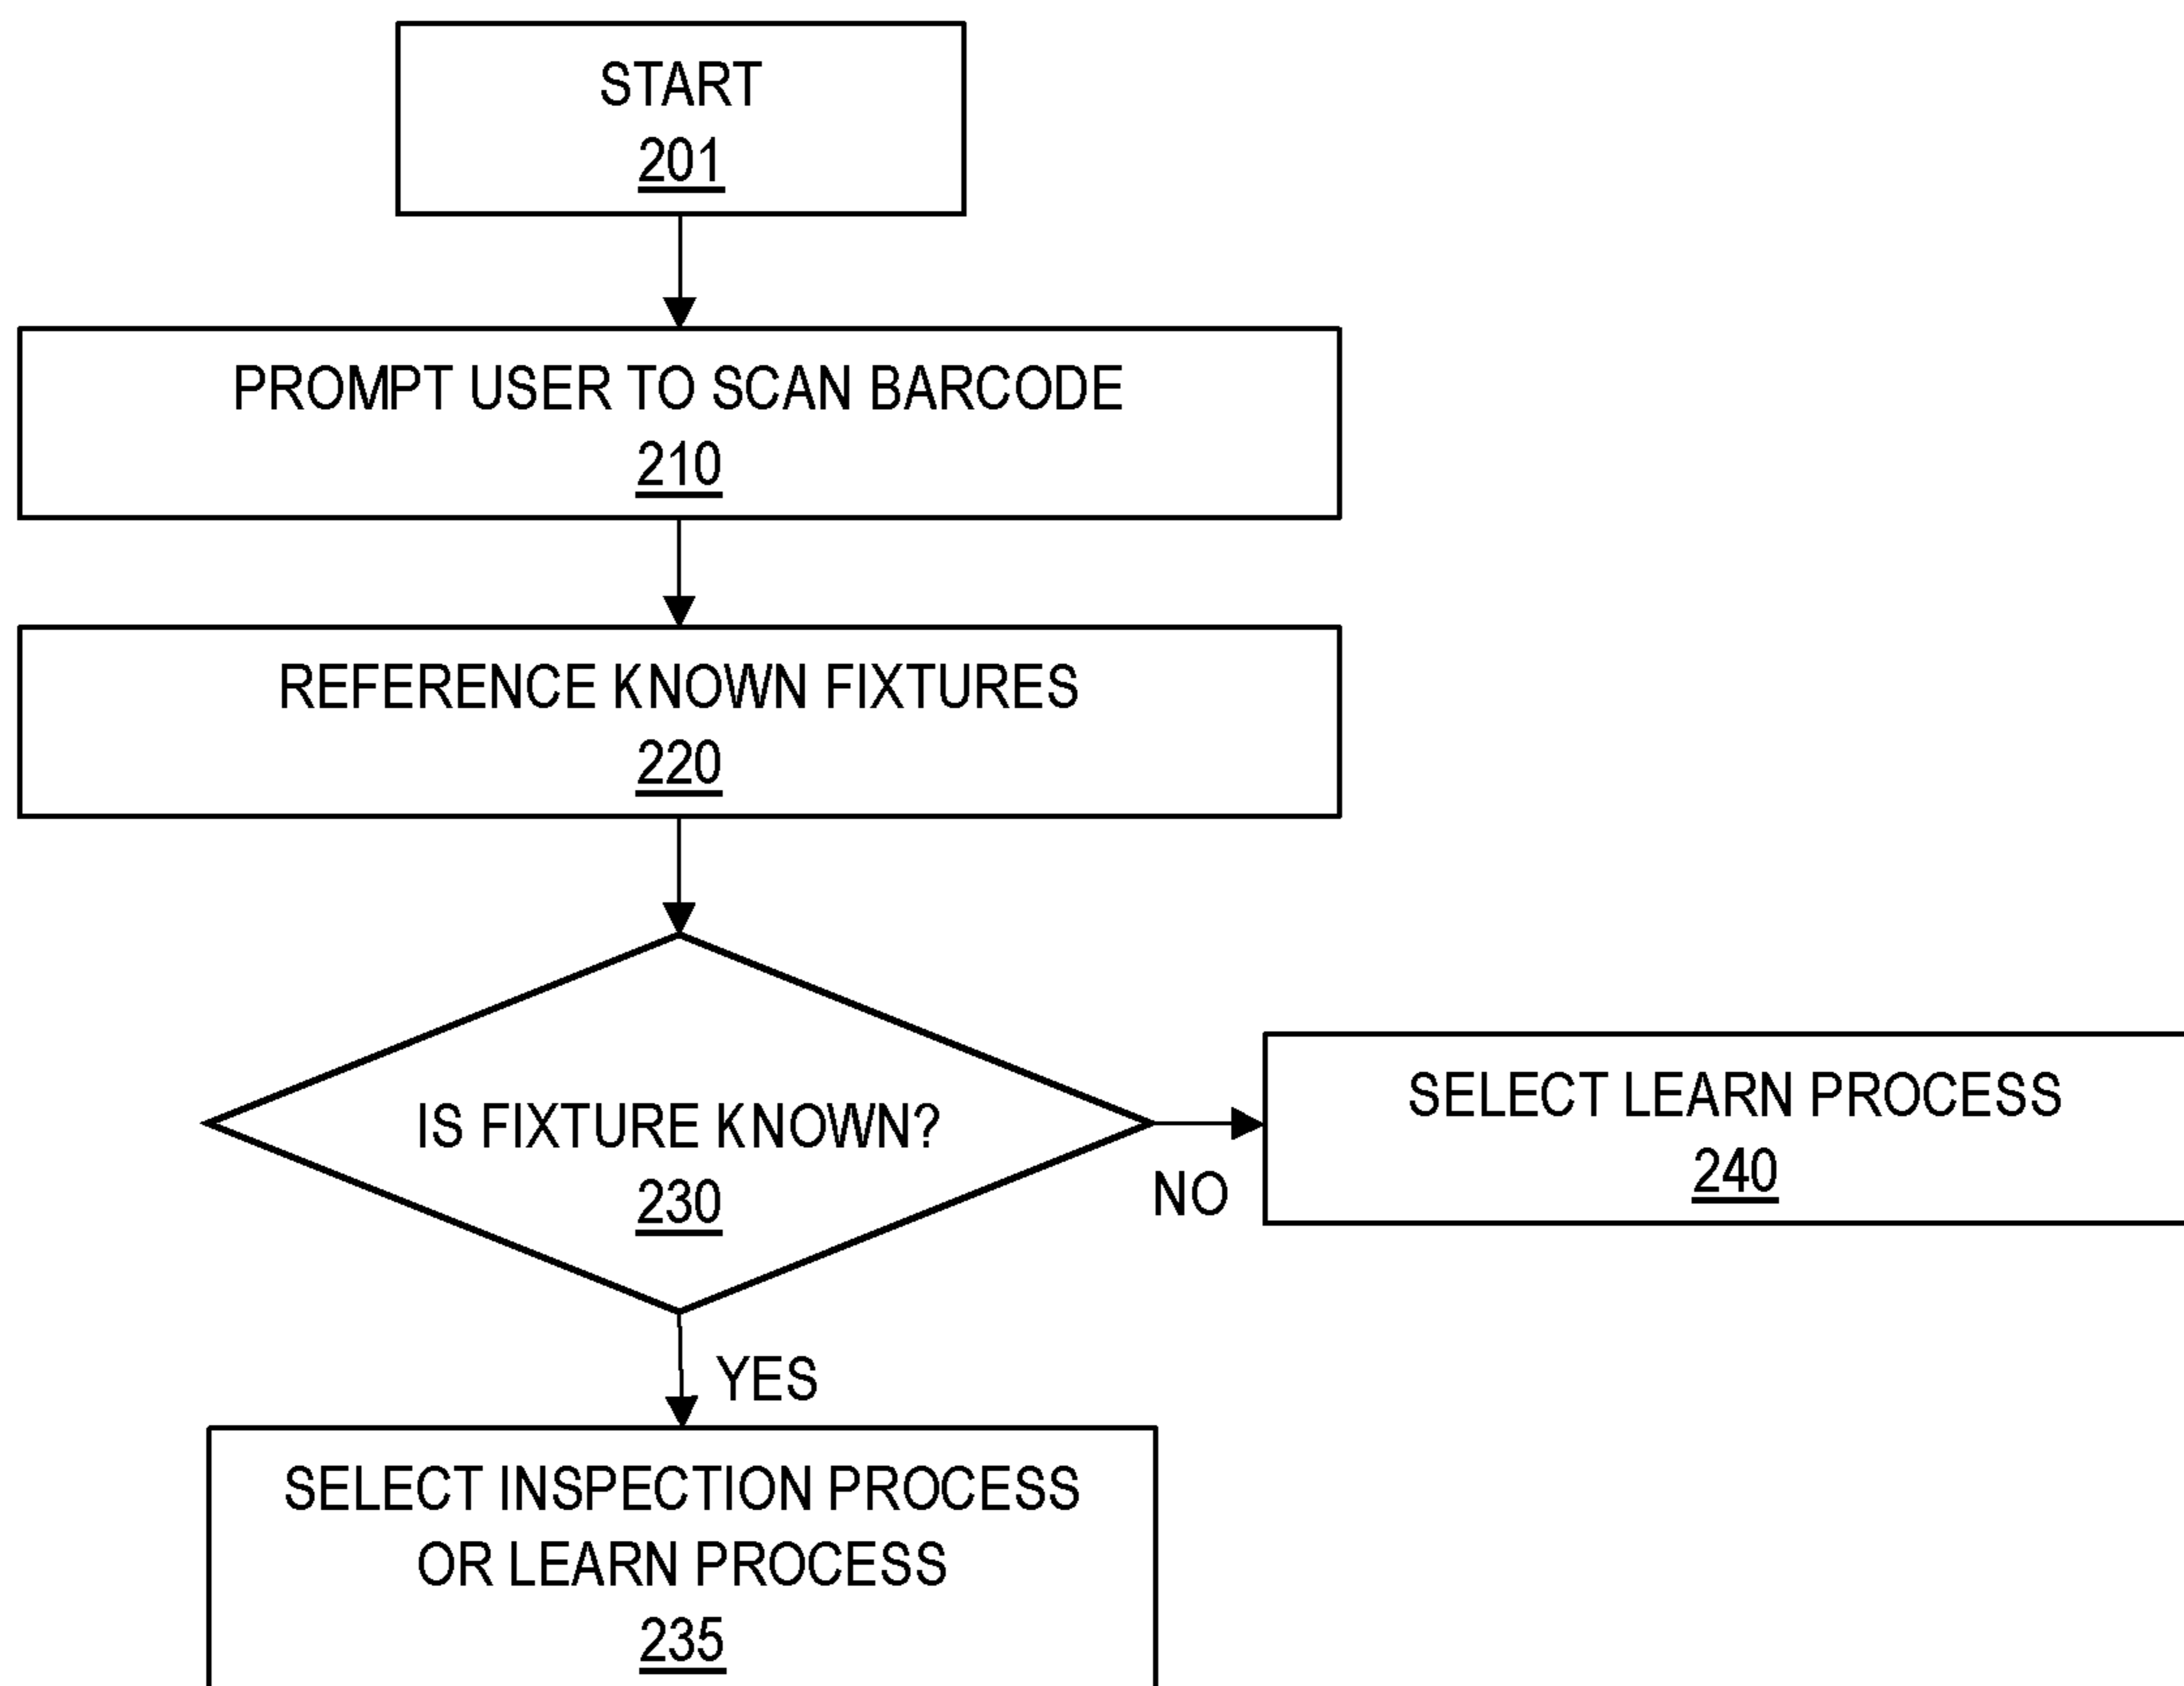 START
201
PROMPT USER TO SCAN BARCODE
210
REFERENCE KNOWN FIXTURES
220
IS FIXTURE KNOWN?
230
NO
SELECT LEARN PROCESS
240
YES
SELECT INSPECTION PROCESS
OR LEARN PROCESS
235